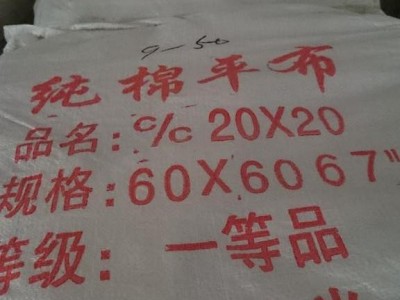 9-50
纯棉平布
品名: c/c 20X20
规格: 60X60 67"
等级: 一等品